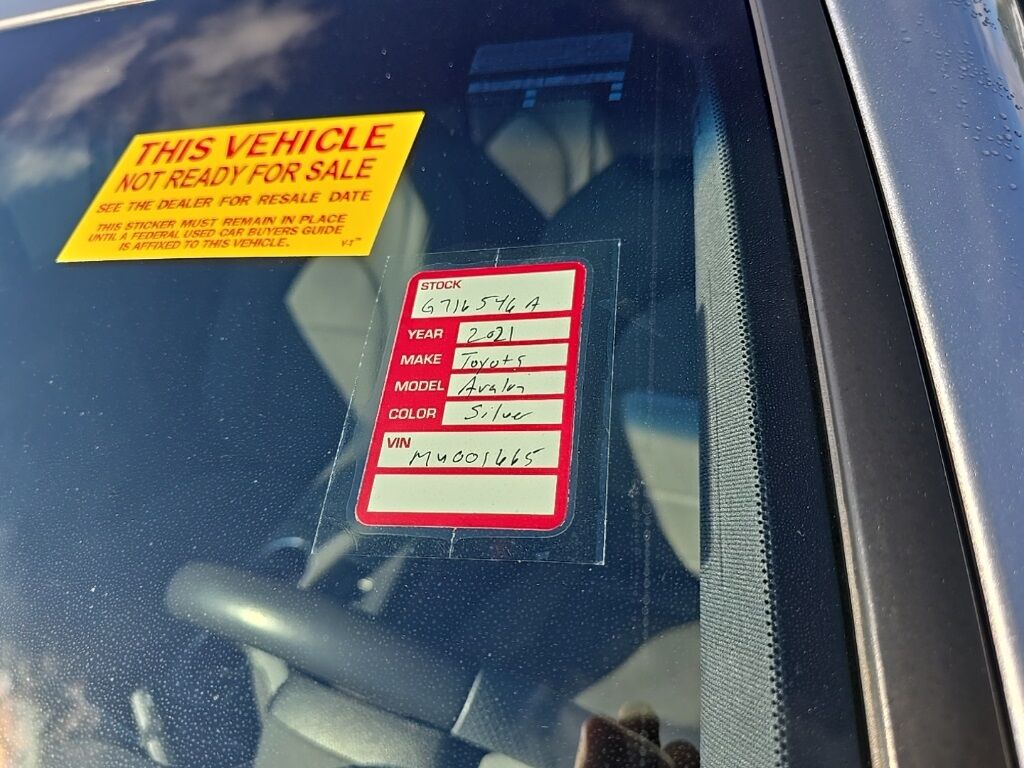 THIS VEHICLE
NOT READY FOR SALE
SEE THE DEALER FOR RESALE DATE
THIS STICKER MUST REMAIN IN PLACE
UNTIL A FEDERAL USED CAR BUYERS GUIDE
IS AFFIXED TO THIS VEHICLE.
STOCK
G716546A
YEAR 2021
MAKE Toyota
MODEL Avalon
COLOR Silver
VIN
MU001665